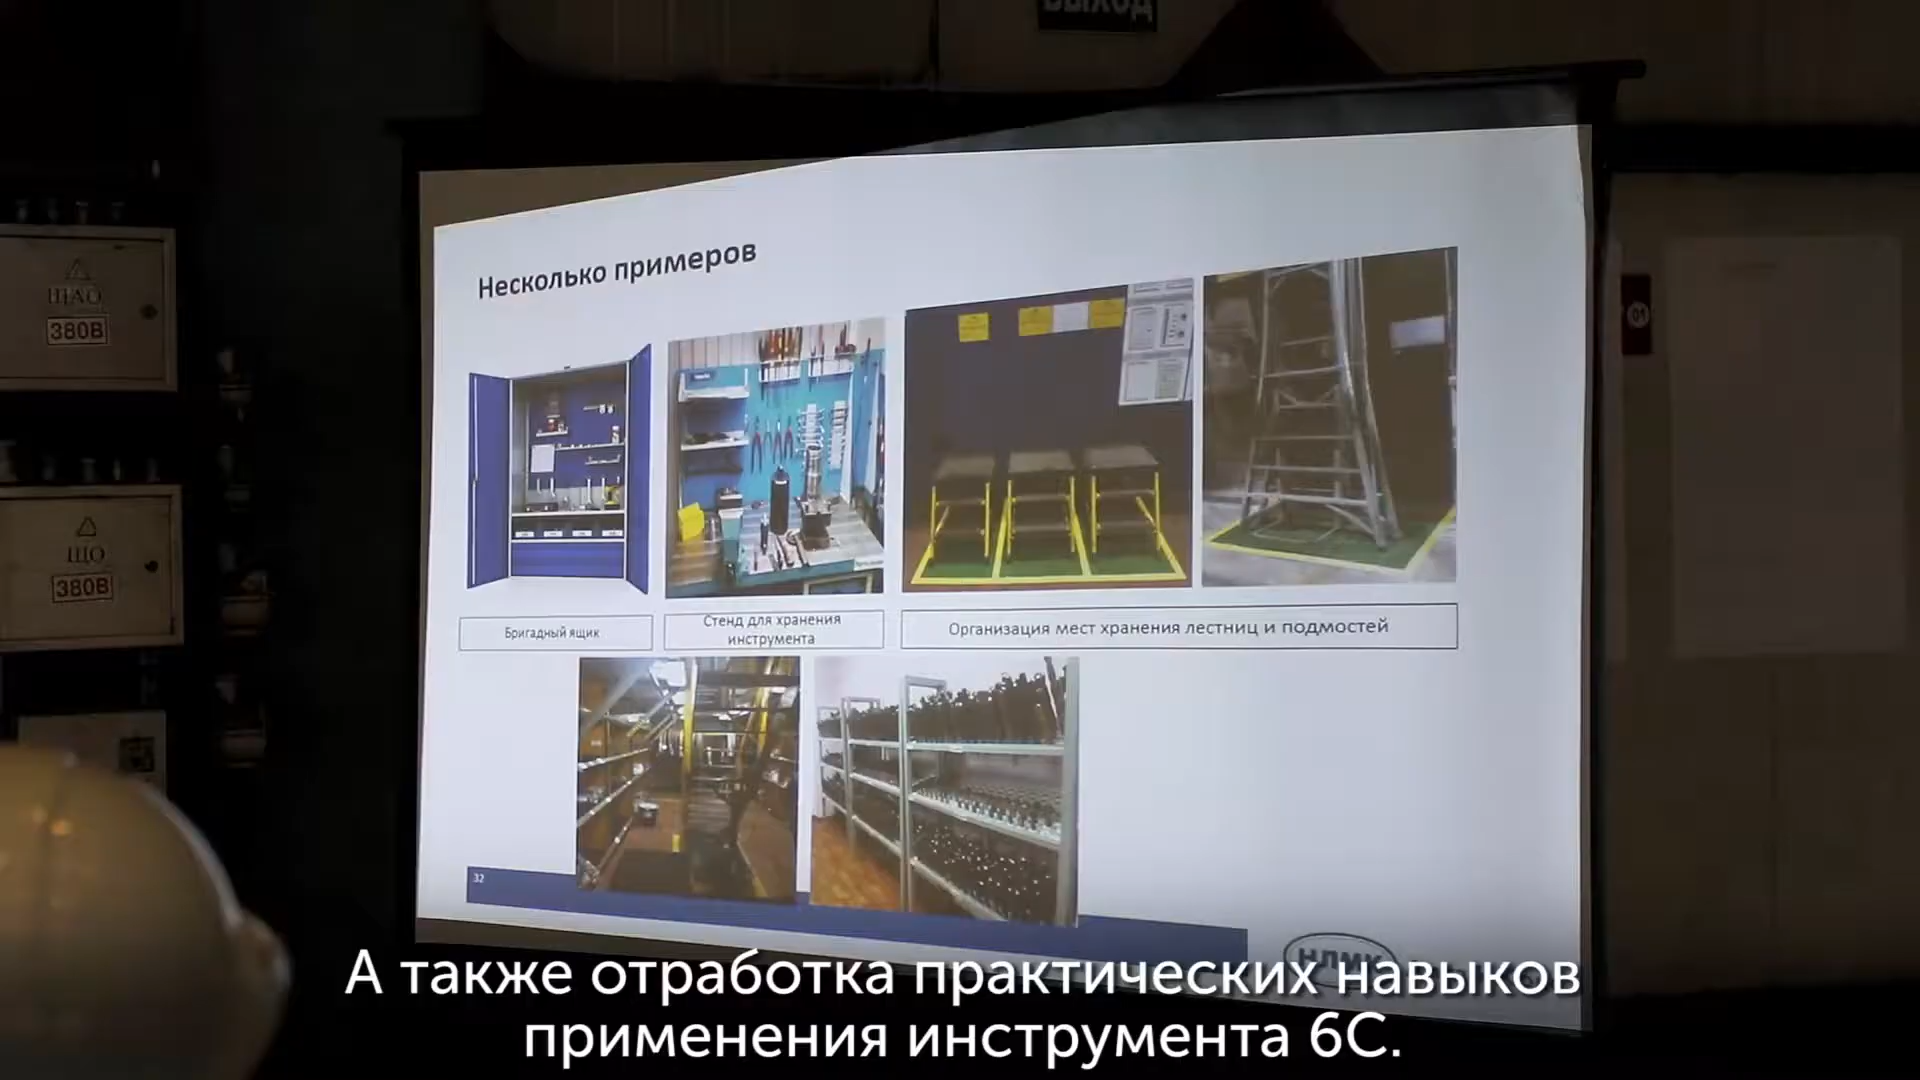 ВЫХОД
ЩАО
380В
ЩО
380В
01
Несколько примеров
Бригадный ящик
Стенд для хранения
инструмента
Организация мест хранения лестниц и подмостей
32
НЛМК
А также отработка практических навыков
применения инструмента 6С.